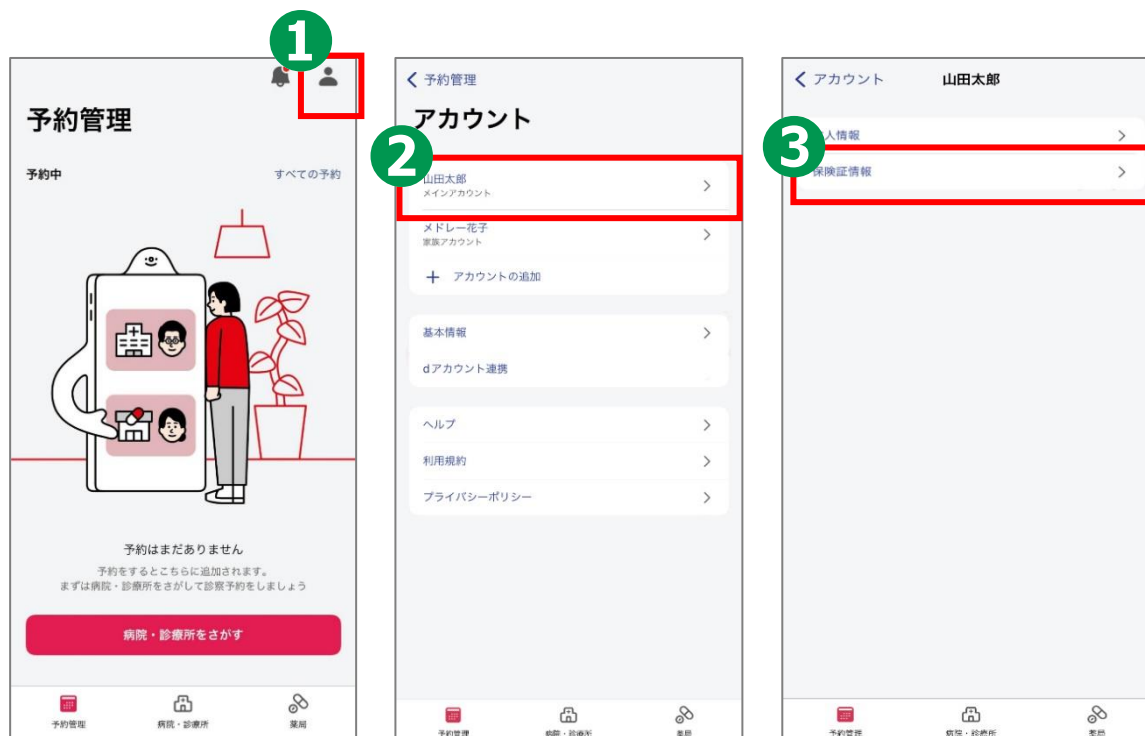 1
予約管理
予約中 すべての予約
予約はまだありません
予約をするとこちらに追加されます。
まずは病院・診療所をさがして診察予約をしましょう
病院・診療所をさがす
予約管理 病院・診療所 薬局
予約管理
アカウント
2
山田太郎
メインアカウント
メドレー花子
家族アカウント
+ アカウントの追加
基本情報
dアカウント連携
ヘルプ
利用規約
プライバシーポリシー
予約管理 病院・診療所 薬局
アカウント 山田太郎
3
人情報
保険証情報
予約管理 病院・診療所 薬局